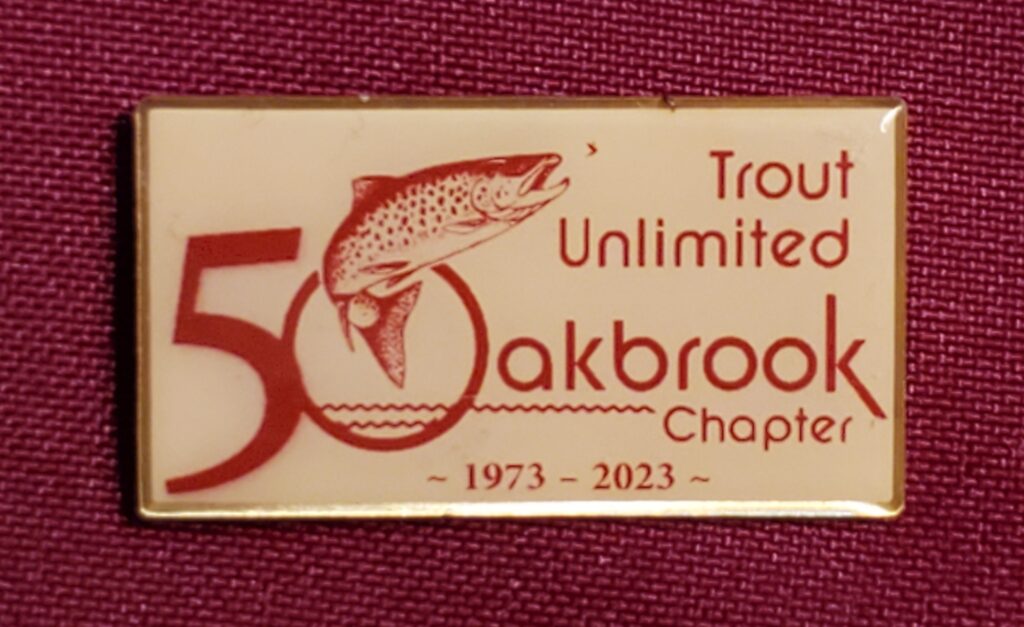 Trout
Unlimited
50akbrook
Chapter
~ 1973 – 2023 ~